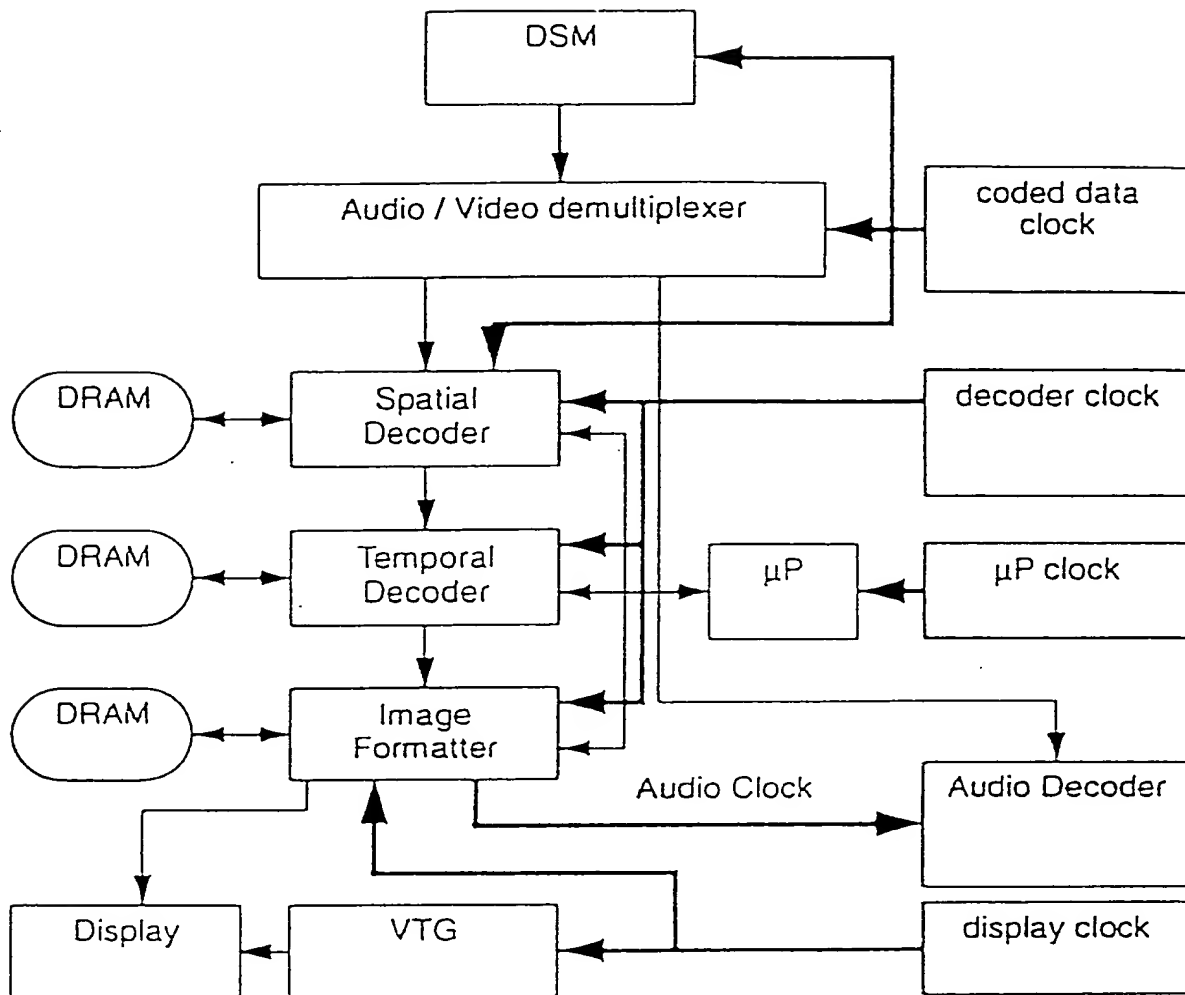 DSM
Audio / Video demultiplexer
coded data
clock
DRAM
Spatial
Decoder
decoder clock
DRAM
Temporal
Decoder
μP
μP clock
DRAM
Image
Formatter
Audio Clock
Audio Decoder
Display
VTG
display clock